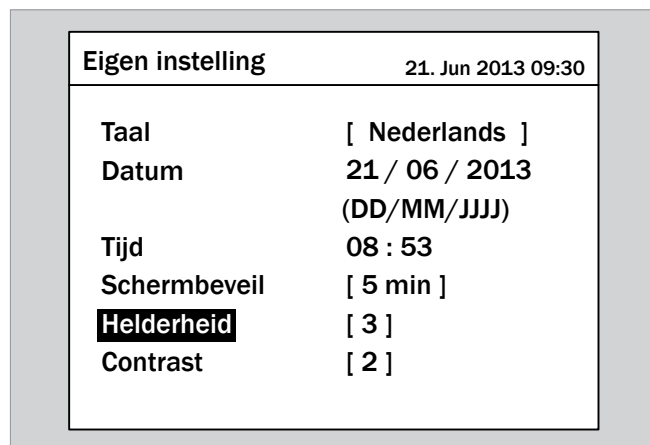 Eigen instelling 21. Jun 2013 09:30
Taal [ Nederlands ]
Datum 21 / 06 / 2013
(DD/MM/JJJJ)
Tijd 08 : 53
Schermbeveil [ 5 min ]
Helderheid [ 3 ]
Contrast [ 2 ]